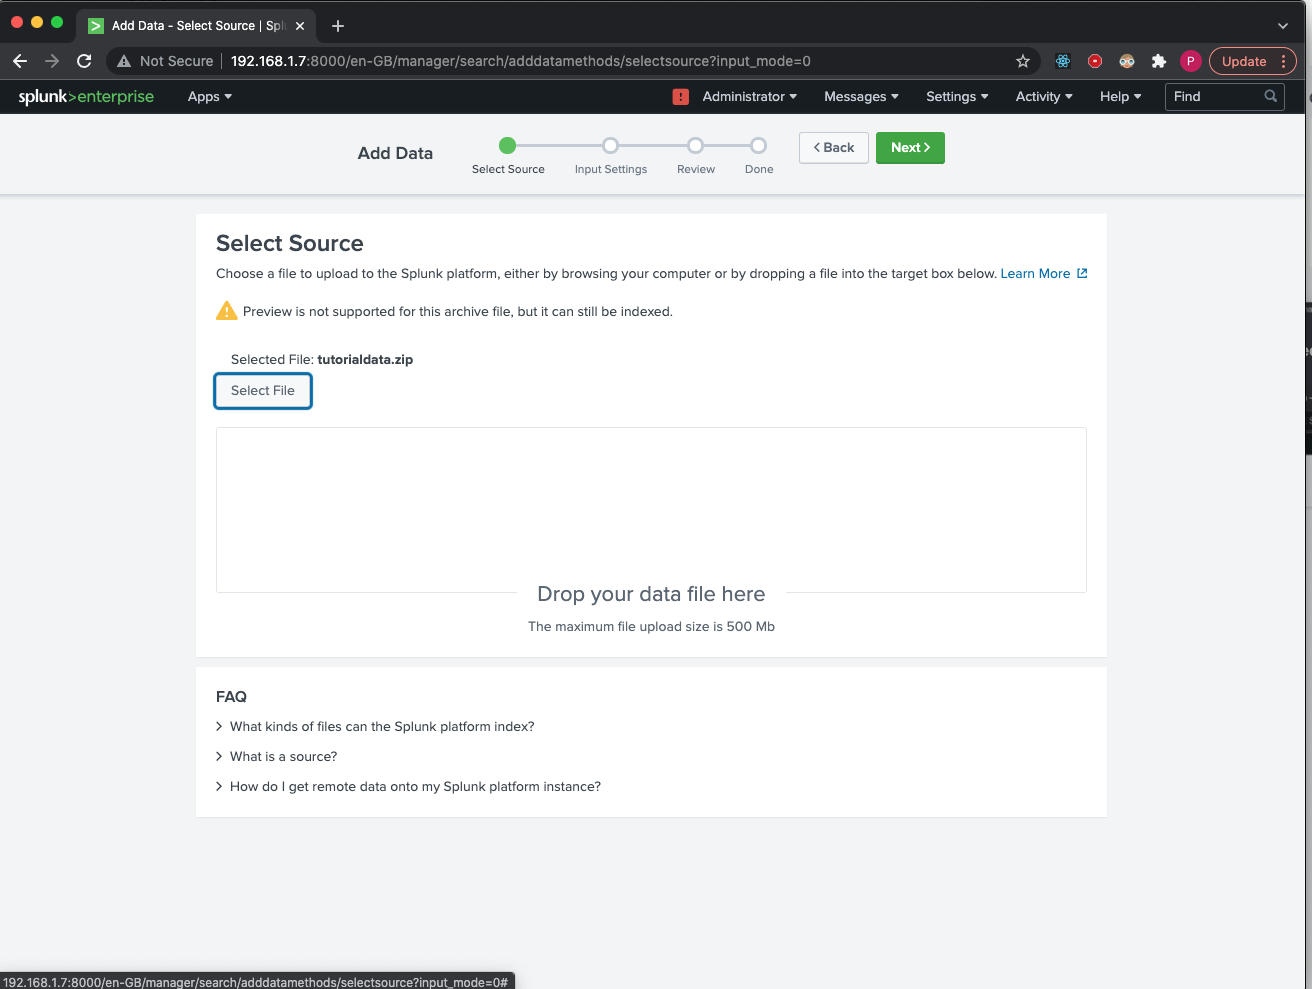 Add Data - Select Source | Spl
Not Secure 192.168.1.7:8000/en-GB/manager/search/adddatamethods/selectsource?input_mode=0
P Update
splunk>enterprise Apps ! Administrator Messages Settings Activity Help Find
Add Data
Select Source Input Settings Review Done
< Back Next >
Select Source
Choose a file to upload to the Splunk platform, either by browsing your computer or by dropping a file into the target box below. Learn More
Preview is not supported for this archive file, but it can still be indexed.
Selected File: tutorialdata.zip
Select File
Drop your data file here
The maximum file upload size is 500 Mb
FAQ
What kinds of files can the Splunk platform index?
What is a source?
How do I get remote data onto my Splunk platform instance?
192.168.1.7:8000/en-GB/manager/search/adddatamethods/selectsource?input_mode=0#